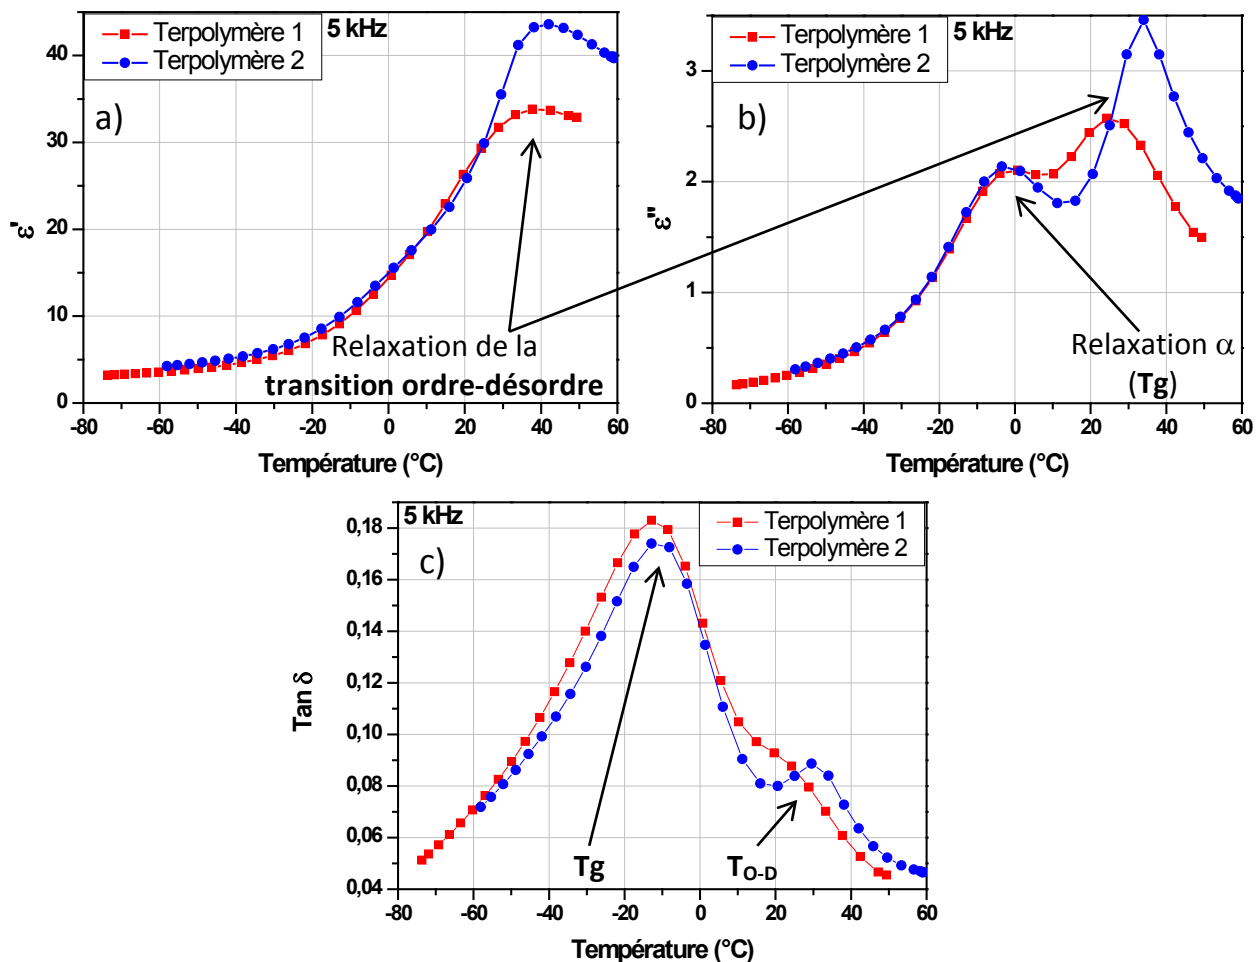 5 kHz
Terpolymère 1
Terpolymère 2
a)
ε'
40
30
20
10
0
-80 -60 -40 -20 0 20 40 60
Température (°C)
Relaxation de la
transition ordre-désordre
5 kHz
Terpolymère 1
Terpolymère 2
b)
ε''
3
2
1
0
-80 -60 -40 -20 0 20 40 60
Température (°C)
Relaxation α
(Tg)
5 kHz
Terpolymère 1
Terpolymère 2
c)
Tan δ
0,18
0,16
0,14
0,12
0,10
0,08
0,06
0,04
-80 -60 -40 -20 0 20 40 60
Température (°C)
Tg
TO-D